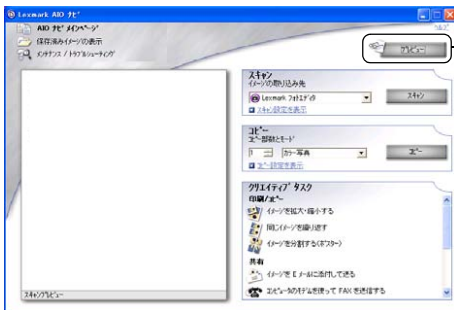 Lexmark AIO ﾅﾋﾞ
AIO ﾅﾋﾞ ﾒｲﾝﾍﾟｰｼﾞ
保存済みイメージの表示
ﾒﾝﾃﾅﾝｽ / ﾄﾗﾌﾞﾙｼｭｰﾃｨﾝｸﾞ
ﾍﾙﾌﾟ
ﾌﾟﾚﾋﾞｭｰ
スキャン
イメージの取り込み先
Lexmark ﾌｫﾄｴﾃﾞｨﾀ
スキャン
スキャン設定を表示
ｺﾋﾟｰ
ｺﾋﾟｰ部数とモード
1
ｶﾗｰ写真
ｺﾋﾟｰ
ｺﾋﾟｰ設定を表示
クリエイティブ タスク
印刷/ｺﾋﾟｰ
イメージを拡大・縮小する
同じイメージを繰り返す
イメージを分割する(ポスター)
共有
イメージを E メールに添付して送る
コンピュータのモデムを使って FAX を送信する
スキャンプレビュー